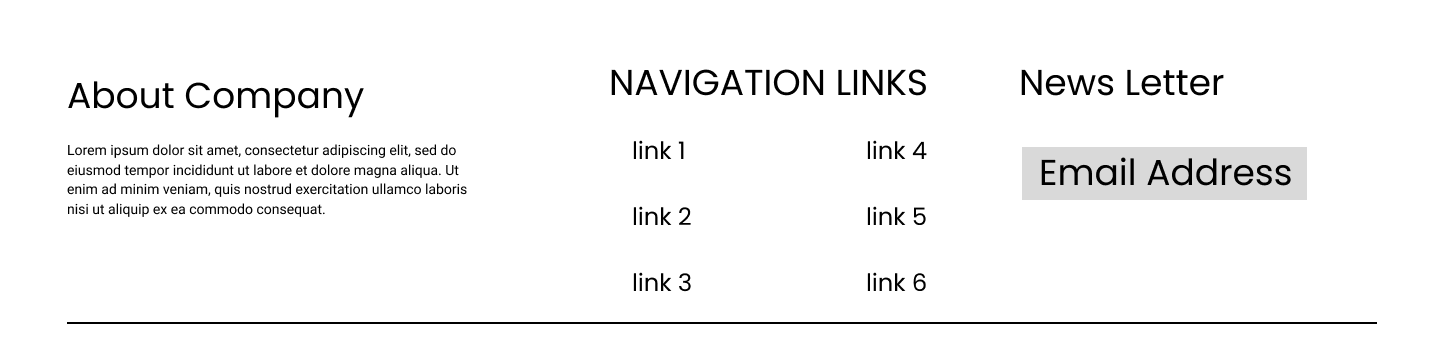 About Company
Lorem ipsum dolor sit amet, consectetur adipiscing elit, sed do
eiusmod tempor incididunt ut labore et dolore magna aliqua. Ut
enim ad minim veniam, quis nostrud exercitation ullamco laboris
nisi ut aliquip ex ea commodo consequat.
NAVIGATION LINKS
link 1
link 2
link 3
link 4
link 5
link 6
News Letter
Email Address